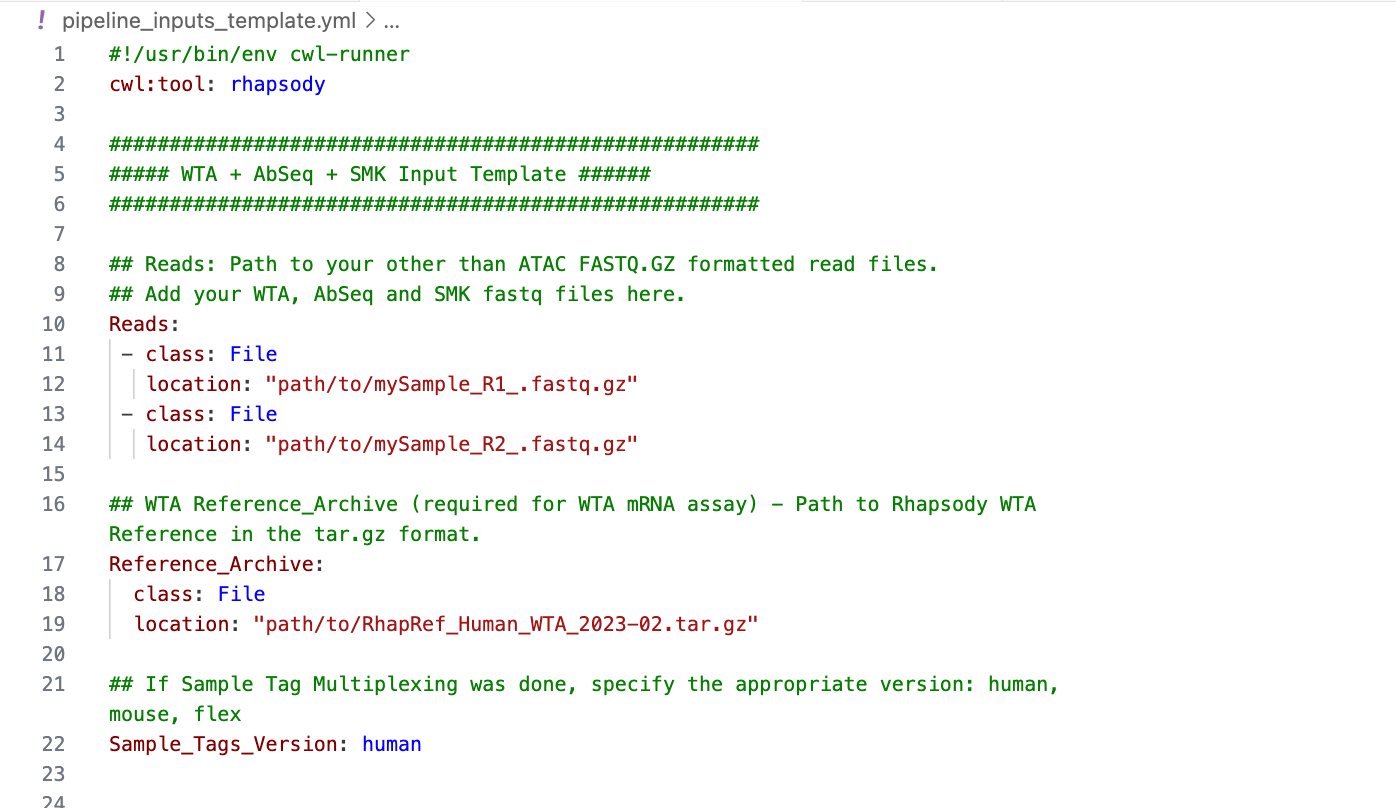 ! pipeline_inputs_template.yml > ...
1 #!/usr/bin/env cwl-runner
2 cwl:tool: rhapsody
3
4 ######################################################
5 ##### WTA + AbSeq + SMK Input Template ######
6 ######################################################
7
8 ## Reads: Path to your other than ATAC FASTQ.GZ formatted read files.
9 ## Add your WTA, AbSeq and SMK fastq files here.
10 Reads:
11 - class: File
12 location: "path/to/mySample_R1_.fastq.gz"
13 - class: File
14 location: "path/to/mySample_R2_.fastq.gz"
15
16 ## WTA Reference_Archive (required for WTA mRNA assay) - Path to Rhapsody WTA
Reference in the tar.gz format.
17 Reference_Archive:
18 class: File
19 location: "path/to/RhapRef_Human_WTA_2023-02.tar.gz"
20
21 ## If Sample Tag Multiplexing was done, specify the appropriate version: human,
mouse, flex
22 Sample_Tags_Version: human
23
24